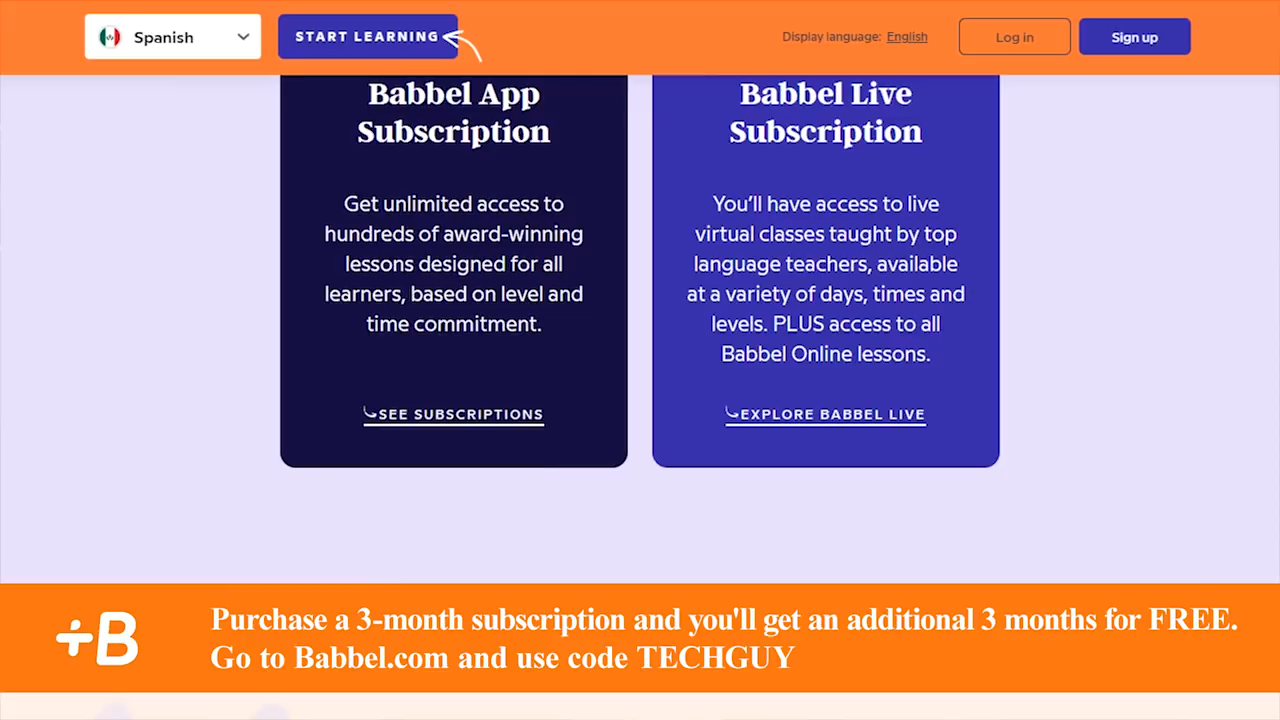 Spanish
START LEARNING
Display language: English
Log in
Sign up
Babbel App
Subscription
Get unlimited access to
hundreds of award-winning
lessons designed for all
learners, based on level and
time commitment.
SEE SUBSCRIPTIONS
Babbel Live
Subscription
You’ll have access to live
virtual classes taught by top
language teachers, available
at a variety of days, times and
levels. PLUS access to all
Babbel Online lessons.
EXPLORE BABBEL LIVE
+B
Purchase a 3-month subscription and you'll get an additional 3 months for FREE.
Go to Babbel.com and use code TECHGUY